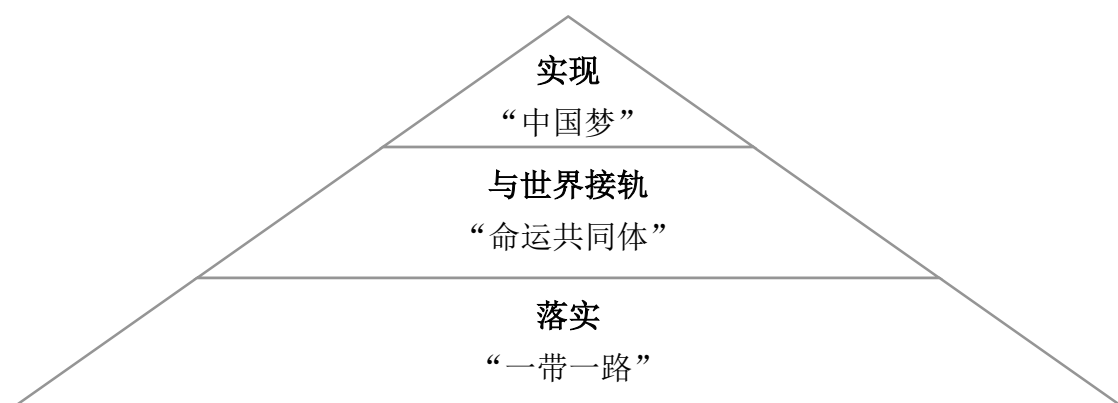 实现
“中国梦”
与世界接轨
“命运共同体”
落实
“一带一路”